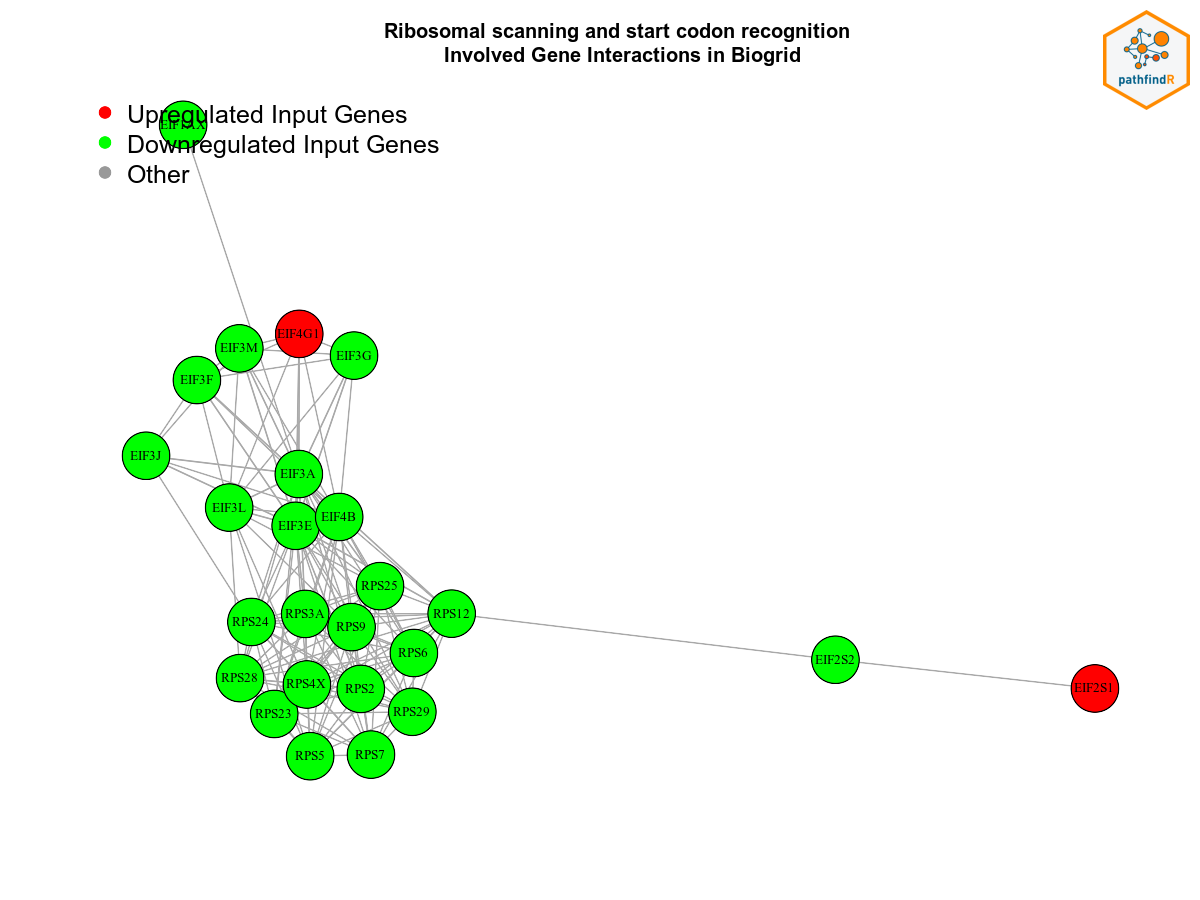 Ribosomal scanning and start codon recognition
Involved Gene Interactions in Biogrid
pathfindR
Upregulated Input Genes
EIF1AX
Downregulated Input Genes
Other
EIF4G1
EIF3M
EIF3G
EIF3F
EIF3J
EIF3A
EIF3L
EIF4B
EIF3E
RPS25
RPS3A
RPS12
RPS24
RPS9
RPS6
EIF2S2
RPS28
RPS4X
RPS2
EIF2S1
RPS23
RPS29
RPS5
RPS7